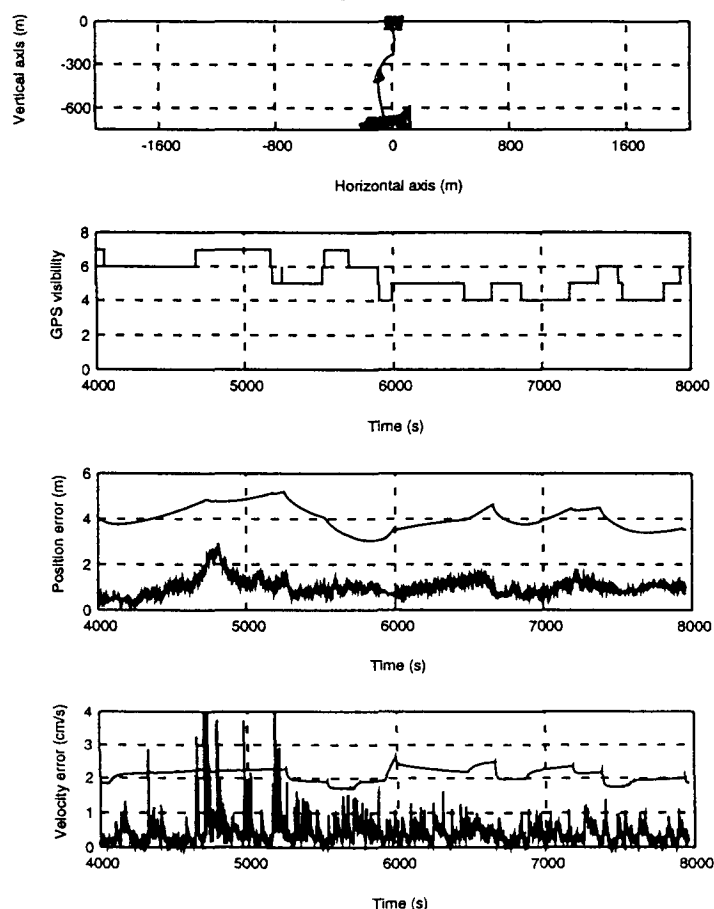 Vertical axis (m)
0
-300
-600
-1600 -800 0 800 1600
Horizontal axis (m)
GPS visibility
8
6
4
2
0
4000 5000 6000 7000 8000
Time (s)
Position error (m)
6
4
2
0
4000 5000 6000 7000 8000
Time (s)
Velocity error (cm/s)
4
3
2
1
0
4000 5000 6000 7000 8000
Time (s)